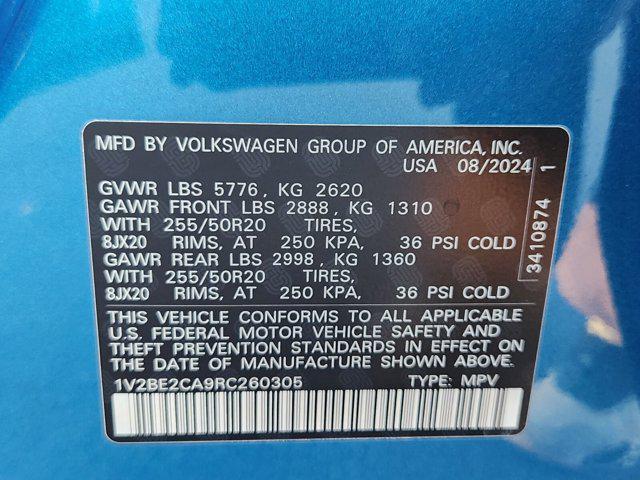 MFD BY VOLKSWAGEN GROUP OF AMERICA, INC.
USA 08/2024
GVWR LBS 5776, KG 2620
GAWR FRONT LBS 2888, KG 1310
WITH 255/50R20 TIRES,
8JX20 RIMS, AT 250 KPA, 36 PSI COLD
GAWR REAR LBS 2998, KG 1360
WITH 255/50R20 TIRES,
8JX20 RIMS, AT 250 KPA, 36 PSI COLD
THIS VEHICLE CONFORMS TO ALL APPLICABLE
U.S. FEDERAL MOTOR VEHICLE SAFETY AND
THEFT PREVENTION STANDARDS IN EFFECT ON
THE DATE OF MANUFACTURE SHOWN ABOVE.
1V2BE2CA9RC260305 TYPE: MPV
3410874 1